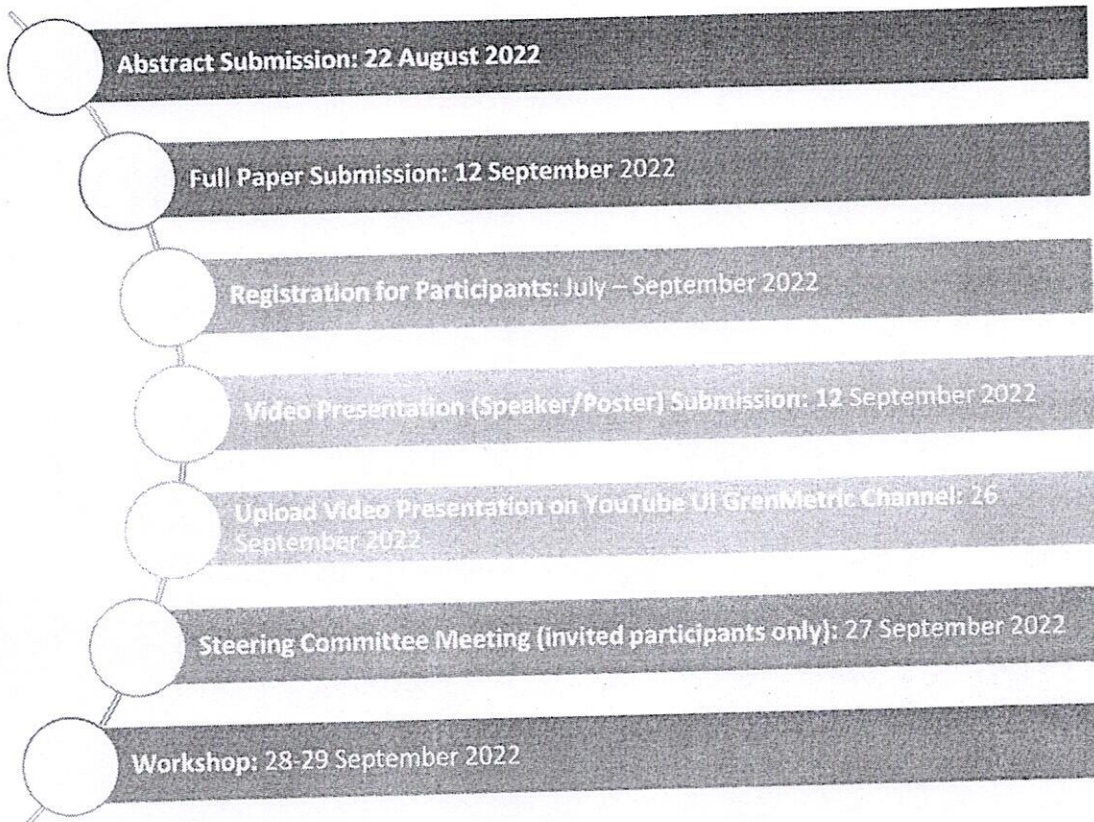 Abstract Submission: 22 August 2022
Full Paper Submission: 12 September 2022
Registration for Participants: July – September 2022
Video Presentation (Speaker/Poster) Submission: 12 September 2022
Upload Video Presentation on YouTube UI GrenMetric Channel: 26
September 2022
Steering Committee Meeting (invited participants only): 27 September 2022
Workshop: 28-29 September 2022